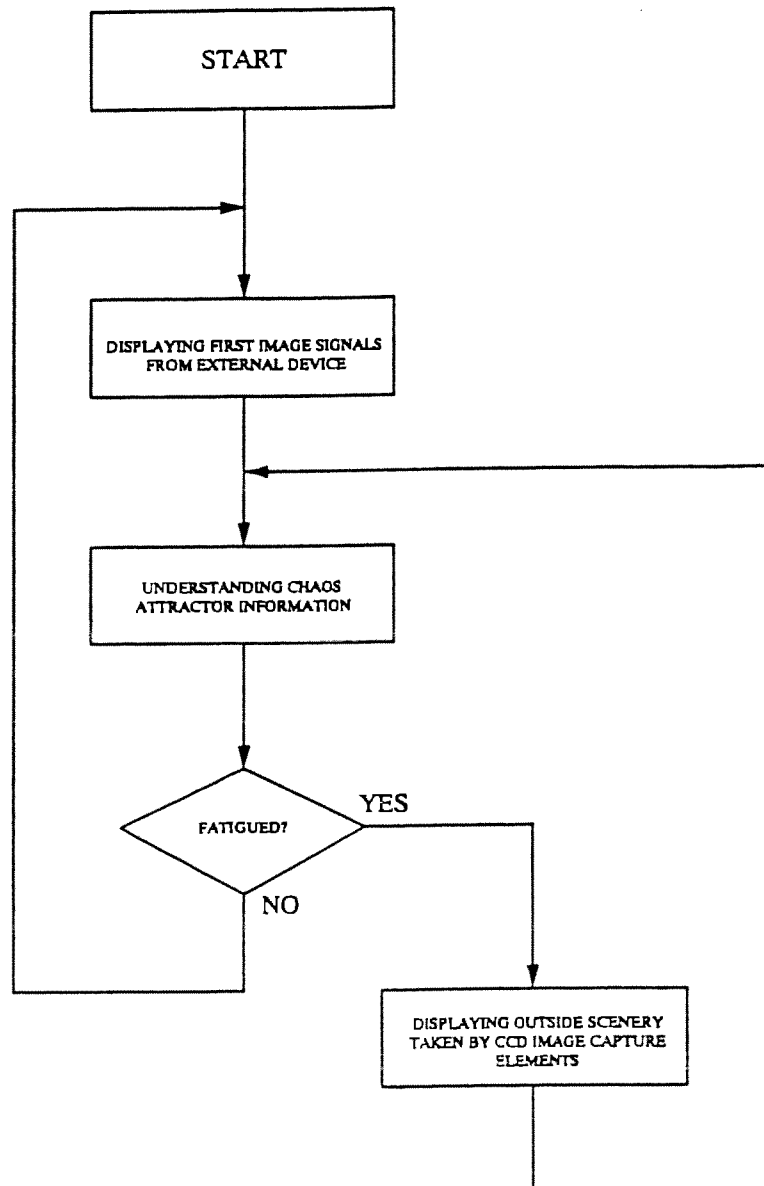 START
DISPLAYING FIRST IMAGE SIGNALS
FROM EXTERNAL DEVICE
UNDERSTANDING CHAOS
ATTRACTOR INFORMATION
FATIGUED?
YES
NO
DISPLAYING OUTSIDE SCENERY
TAKEN BY CCD IMAGE CAPTURE
ELEMENTS